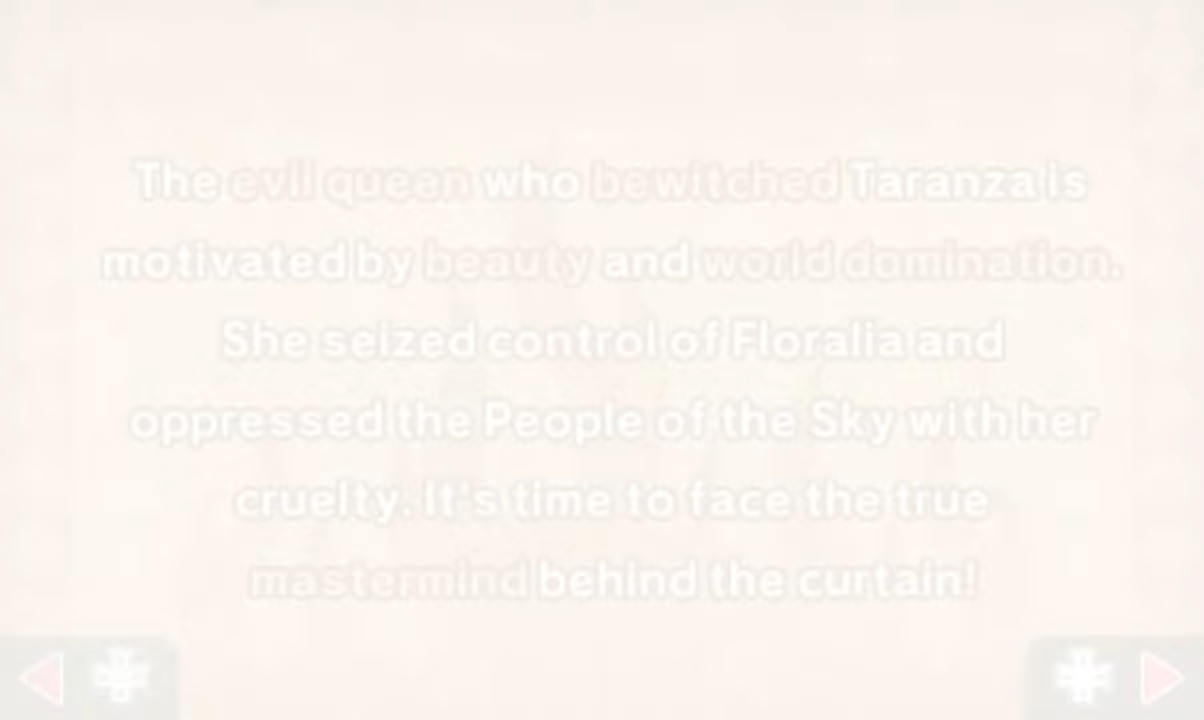 The evil queen who bewitched Taranza is
motivated by beauty and world domination.
She seized control of Floralia and
oppressed the People of the Sky with her
cruelty. It's time to face the true
mastermind behind the curtain!